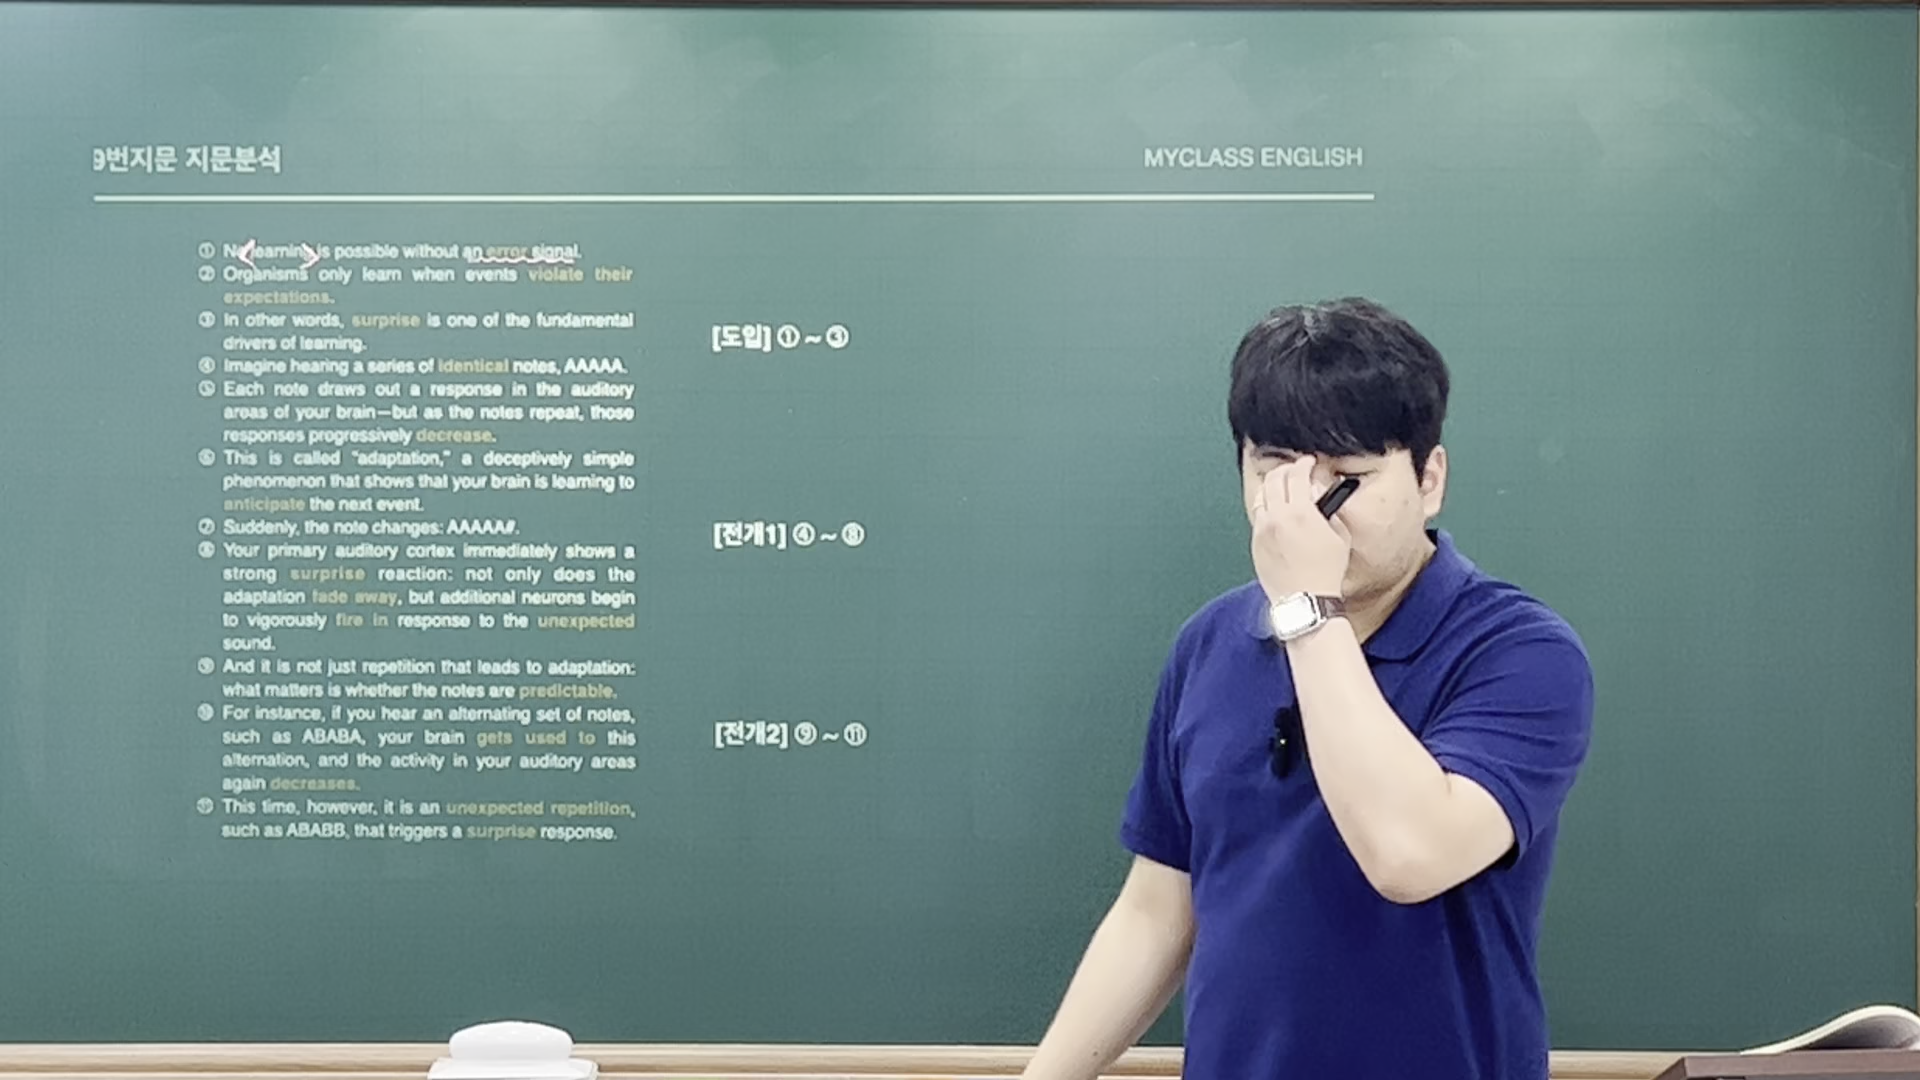 9번지문 지문분석
MYCLASS ENGLISH
① No learning is possible without an error signal.
② Organisms only learn when events violate their
expectations.
③ In other words, surprise is one of the fundamental
drivers of learning.
④ Imagine hearing a series of identical notes, AAAAA.
⑤ Each note draws out a response in the auditory
areas of your brain—but as the notes repeat, those
responses progressively decrease.
⑥ This is called "adaptation," a deceptively simple
phenomenon that shows that your brain is learning to
anticipate the next event.
⑦ Suddenly, the note changes: AAAAA#.
⑧ Your primary auditory cortex immediately shows a
strong surprise reaction: not only does the
adaptation fade away, but additional neurons begin
to vigorously fire in response to the unexpected
sound.
⑨ And it is not just repetition that leads to adaptation:
what matters is whether the notes are predictable.
⑩ For instance, if you hear an alternating set of notes,
such as ABABA, your brain gets used to this
alternation, and the activity in your auditory areas
again decreases.
⑪ This time, however, it is an unexpected repetition,
such as ABABB, that triggers a surprise response.
[도입] ① ~ ③
[전개1] ④ ~ ⑧
[전개2] ⑨ ~ ⑪